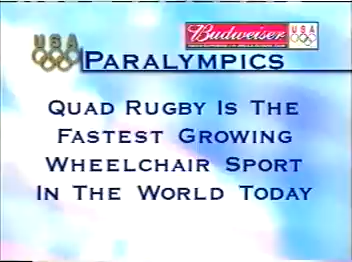 Budweiser
USA
USA
PARALYMPICS
QUAD RUGBY IS THE
FASTEST GROWING
WHEELCHAIR SPORT
IN THE WORLD TODAY